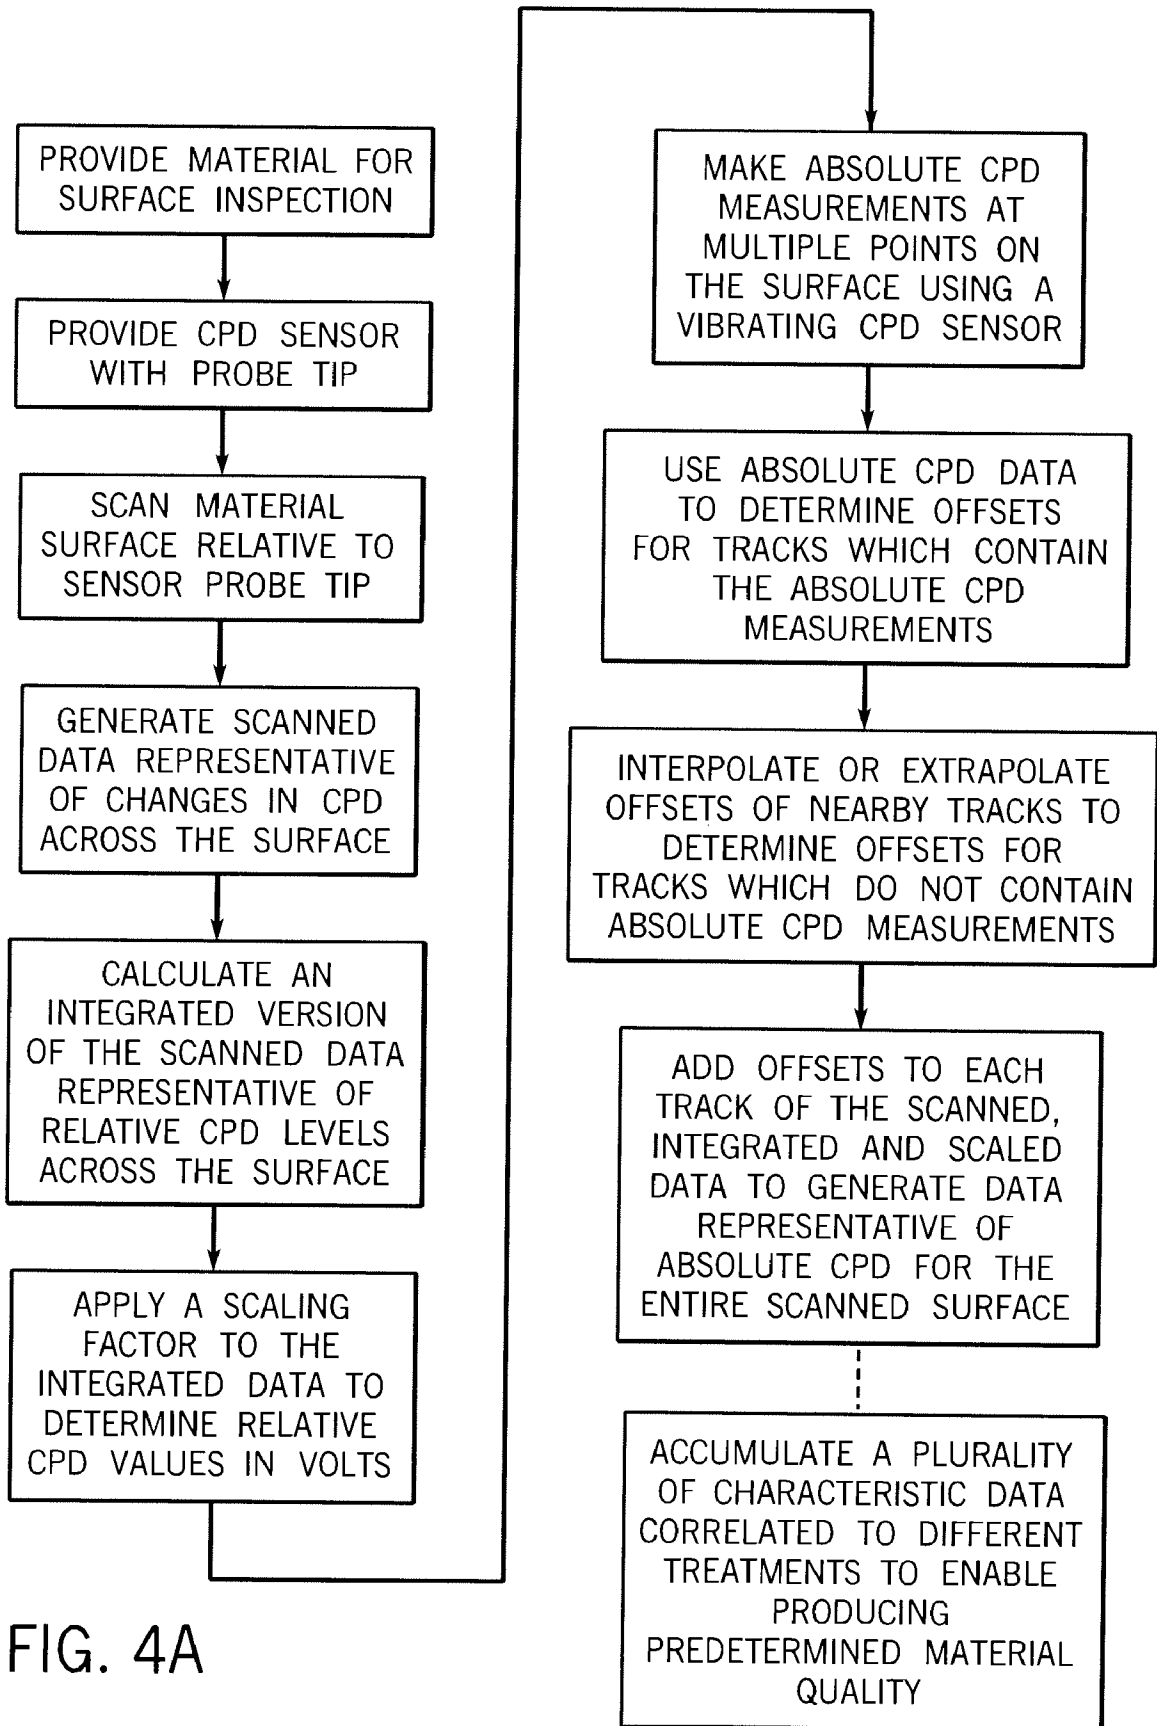 PROVIDE MATERIAL FOR
SURFACE INSPECTION
PROVIDE CPD SENSOR
WITH PROBE TIP
SCAN MATERIAL
SURFACE RELATIVE TO
SENSOR PROBE TIP
GENERATE SCANNED
DATA REPRESENTATIVE
OF CHANGES IN CPD
ACROSS THE SURFACE
CALCULATE AN
INTEGRATED VERSION
OF THE SCANNED DATA
REPRESENTATIVE OF
RELATIVE CPD LEVELS
ACROSS THE SURFACE
APPLY A SCALING
FACTOR TO THE
INTEGRATED DATA TO
DETERMINE RELATIVE
CPD VALUES IN VOLTS
MAKE ABSOLUTE CPD
MEASUREMENTS AT
MULTIPLE POINTS ON
THE SURFACE USING A
VIBRATING CPD SENSOR
USE ABSOLUTE CPD DATA
TO DETERMINE OFFSETS
FOR TRACKS WHICH CONTAIN
THE ABSOLUTE CPD
MEASUREMENTS
INTERPOLATE OR EXTRAPOLATE
OFFSETS OF NEARBY TRACKS TO
DETERMINE OFFSETS FOR
TRACKS WHICH DO NOT CONTAIN
ABSOLUTE CPD MEASUREMENTS
ADD OFFSETS TO EACH
TRACK OF THE SCANNED,
INTEGRATED AND SCALED
DATA TO GENERATE DATA
REPRESENTATIVE OF
ABSOLUTE CPD FOR THE
ENTIRE SCANNED SURFACE
ACCUMULATE A PLURALITY
OF CHARACTERISTIC DATA
CORRELATED TO DIFFERENT
TREATMENTS TO ENABLE
PRODUCING
PREDETERMINED MATERIAL
QUALITY
FIG. 4A